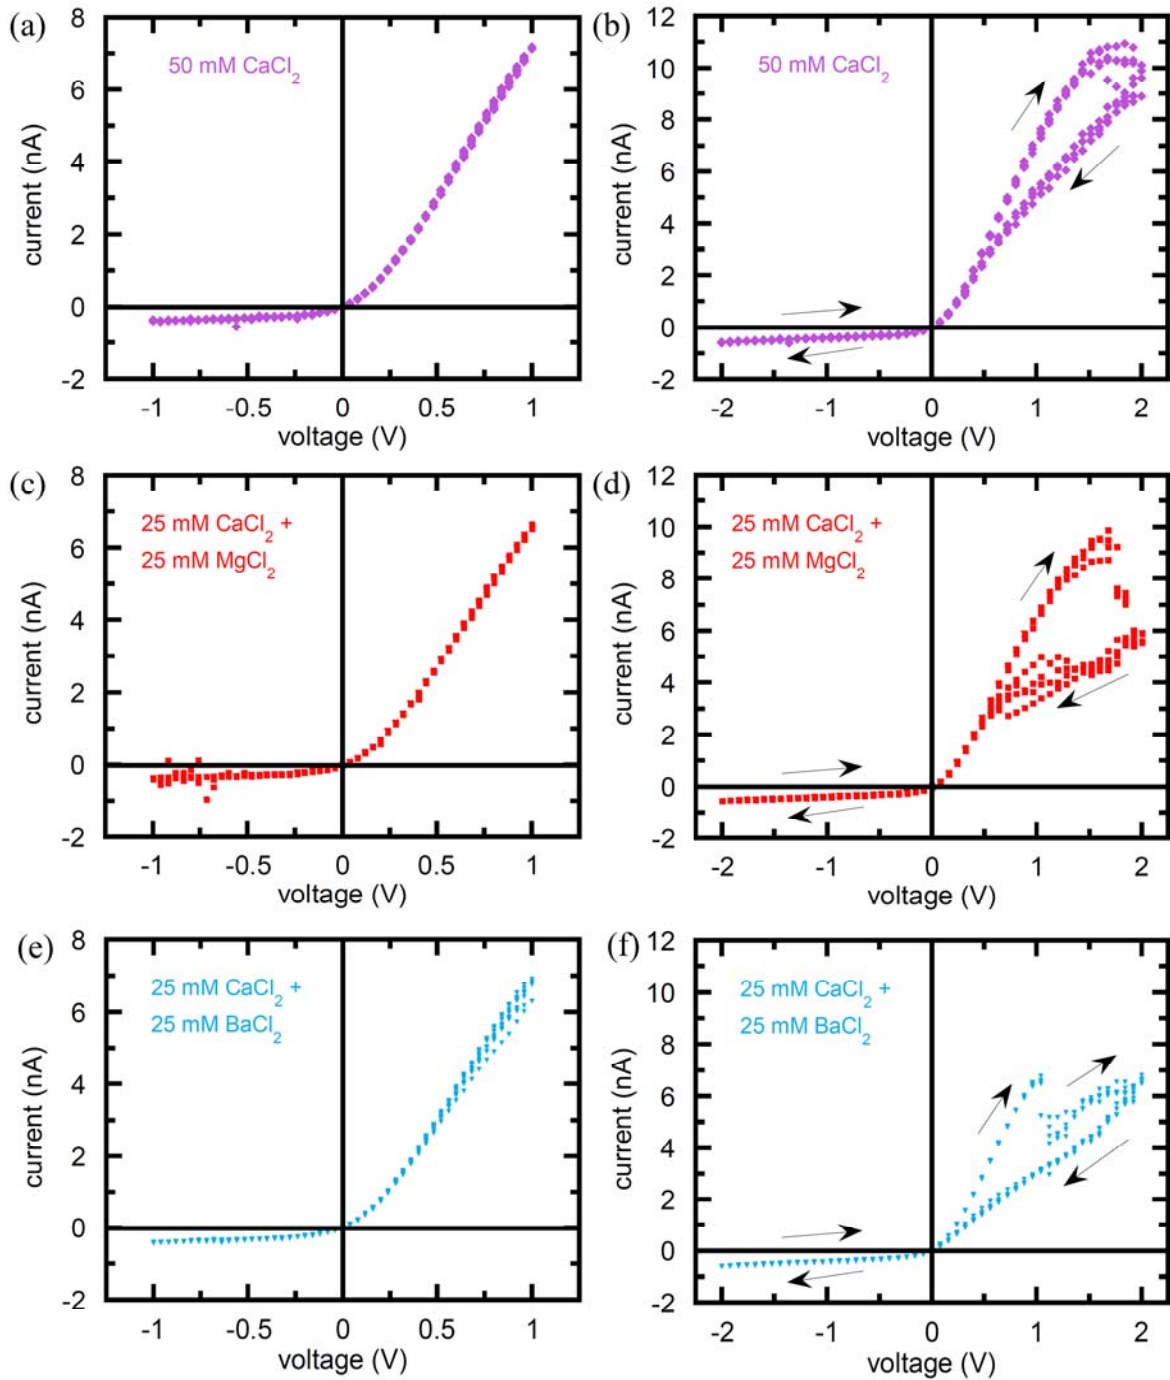 (a)
8
6
4
2
0
-2
current (nA)
50 mM CaCl2
-1 -0.5 0 0.5 1
voltage (V)
(b)
12
10
8
6
4
2
0
-2
current (nA)
50 mM CaCl2
-2 -1 0 1 2
voltage (V)
(c)
8
6
4
2
0
-2
current (nA)
25 mM CaCl2 +
25 mM MgCl2
-1 -0.5 0 0.5 1
voltage (V)
(d)
12
10
8
6
4
2
0
-2
current (nA)
25 mM CaCl2 +
25 mM MgCl2
-2 -1 0 1 2
voltage (V)
(e)
8
6
4
2
0
-2
current (nA)
25 mM CaCl2 +
25 mM BaCl2
-1 -0.5 0 0.5 1
voltage (V)
(f)
12
10
8
6
4
2
0
-2
current (nA)
25 mM CaCl2 +
25 mM BaCl2
-2 -1 0 1 2
voltage (V)